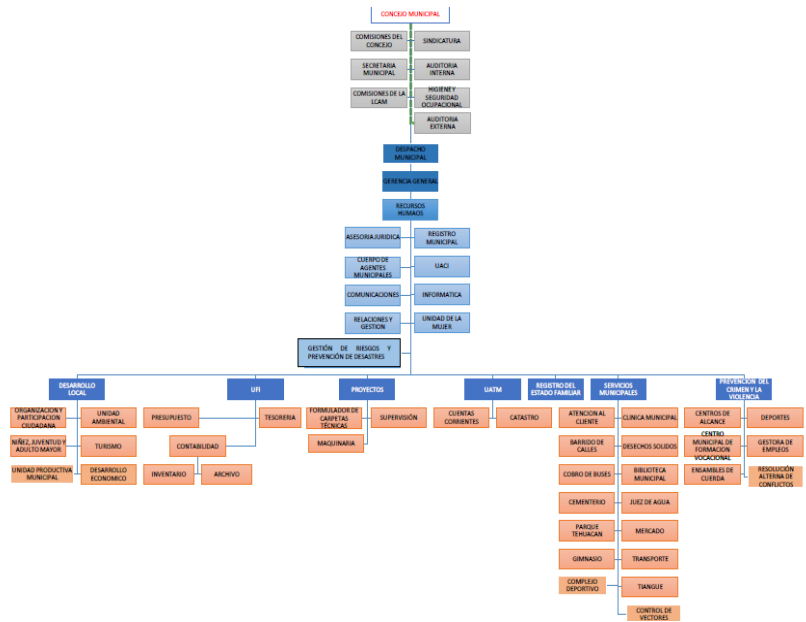 CONCEJO MUNICIPAL
COMISIONES DEL
CONCEJO
SINDICATURA
SECRETARIA
MUNICIPAL
AUDITORIA
INTERNA
COMISIONES DE LA
LCAM
HIGIENE Y
SEGURIDAD
OCUPACIONAL
AUDITORIA
EXTERNA
DESPACHO
MUNICIPAL
GERENCIA GENERAL
RECURSOS
HUMAOS
ASESORIA JURIDICA
REGISTRO
MUNICIPAL
CUERPO DE
AGENTES
MUNICIPALES
UACI
COMUNICACIONES
INFORMATICA
RELACIONES Y
GESTION
UNIDAD DE LA
MUJER
GESTIÓN DE RIESGOS Y
PREVENCIÓN DE DESASTRES
DESARROLLO
LOCAL
UFI
PROYECTOS
UATM
REGISTRO DEL
ESTADO FAMILIAR
SERVICIOS
MUNICIPALES
PREVENCION DEL
CRIMEN Y LA
VIOLENCIA
ORGANIZACION Y
PARTICIPACION
CIUDADANA
UNIDAD
AMBIENTAL
NIÑEZ, JUVENTUD Y
ADULTO MAYOR
TURISMO
UNIDAD PRODUCTIVA
MUNICIPAL
DESARROLLO
ECONOMICO
PRESUPUESTO
TESORERIA
CONTABILIDAD
INVENTARIO
ARCHIVO
FORMULADOR DE
CARPETAS
TÉCNICAS
SUPERVISIÓN
MAQUINARIA
CUENTAS
CORRIENTES
CATASTRO
ATENCION AL
CLIENTE
CLINICA MUNICIPAL
BARRIDO DE
CALLES
DESECHOS SOLIDOS
COBRO DE BUSES
BIBLIOTECA
MUNICIPAL
CEMENTERIO
JUEZ DE AGUA
PARQUE
TEHUACAN
MERCADO
GIMNASIO
TRANSPORTE
COMPLEJO
DEPORTIVO
TIANGUE
CONTROL DE
VECTORES
CENTROS DE
ALCANCE
DEPORTES
CENTRO
MUNICIPAL DE
FORMACION
VOCACIONAL
GESTORA DE
EMPLEOS
ENSAMBLES DE
CUERDA
RESOLUCIÓN
ALTERNA DE
CONFLICTOS